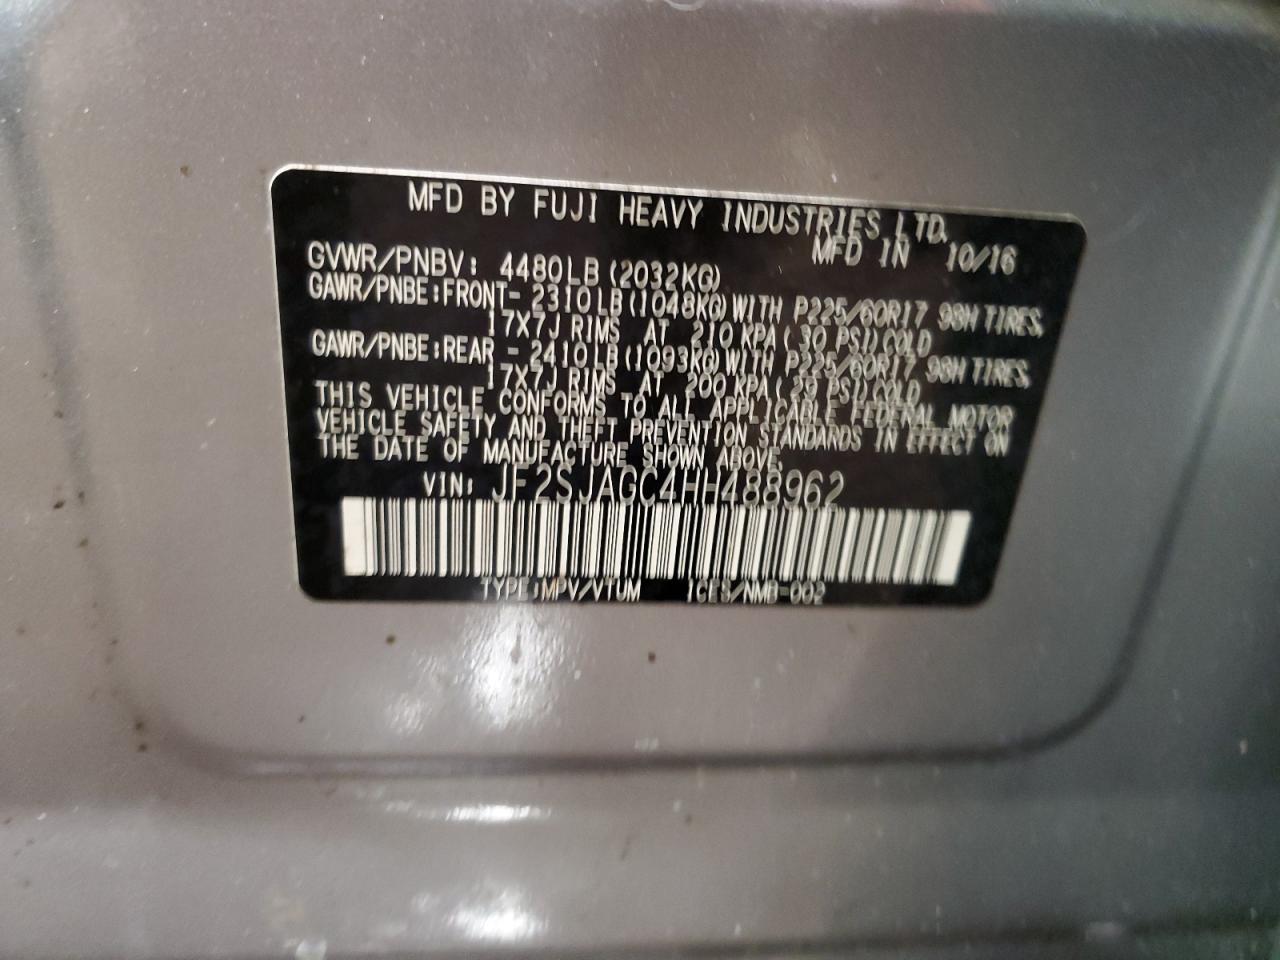 MFD BY FUJI HEAVY INDUSTRIES LTD.
MFD IN 10/16
GVWR/PNBV: 4480LB (2032KG)
GAWR/PNBE:FRONT- 2310LB(1048KG)WITH P225/60R17 98H TIRES,
17X7J RIMS AT 210 KPA(30 PSI)COLD
GAWR/PNBE:REAR - 2410LB(1093KG)WITH P225/60R17 98H TIRES,
17X7J RIMS AT 200 KPA(29 PSI)COLD
THIS VEHICLE CONFORMS TO ALL APPLICABLE FEDERAL MOTOR
VEHICLE SAFETY AND THEFT PREVENTION STANDARDS IN EFFECT ON
THE DATE OF MANUFACTURE SHOWN ABOVE.
VIN: JF2SJAGC4HH488962
TYPE:MPV/VTUM ICES/NMB-002